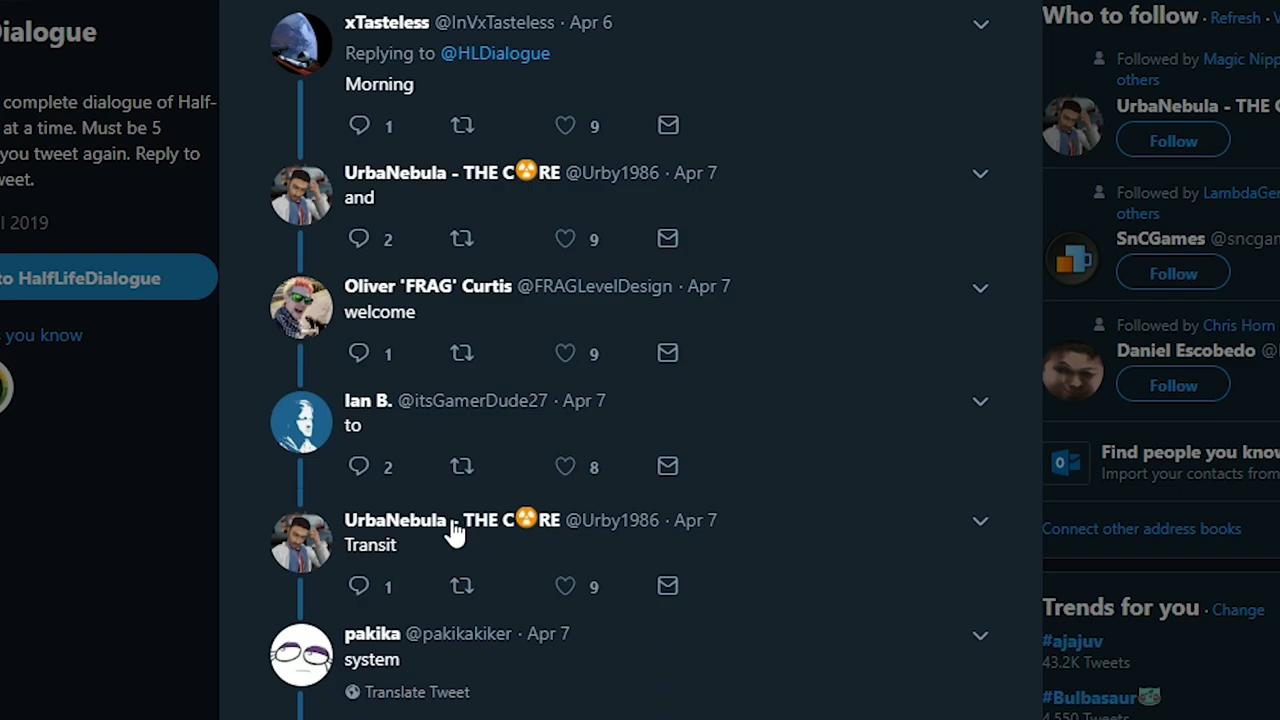 Dialogue
complete dialogue of Half-
at a time. Must be 5
you tweet again. Reply to
weet.
l 2019
to HalfLifeDialogue
s you know
xTasteless @InVxTasteless · Apr 6
Replying to @HLDialogue
Morning
1 9
UrbaNebula - THE C☢RE @Urby1986 · Apr 7
and
2 9
Oliver 'FRAG' Curtis @FRAGLevelDesign · Apr 7
welcome
1 9
Ian B. @itsGamerDude27 · Apr 7
to
2 8
UrbaNebula - THE C☢RE @Urby1986 · Apr 7
Transit
1 9
pakika @pakikakiker · Apr 7
system
Translate Tweet
Who to follow · Refresh ·
Followed by Magic Nipp
others
UrbaNebula - THE C
Follow
Followed by LambdaGen
others
SnCGames @sncgam
Follow
Followed by Chris Horn
Daniel Escobedo @
Follow
Find people you know
Import your contacts from
Connect other address books
Trends for you · Change
#ajajuv
43.2K Tweets
#Bulbasaur
4,550 Tweets